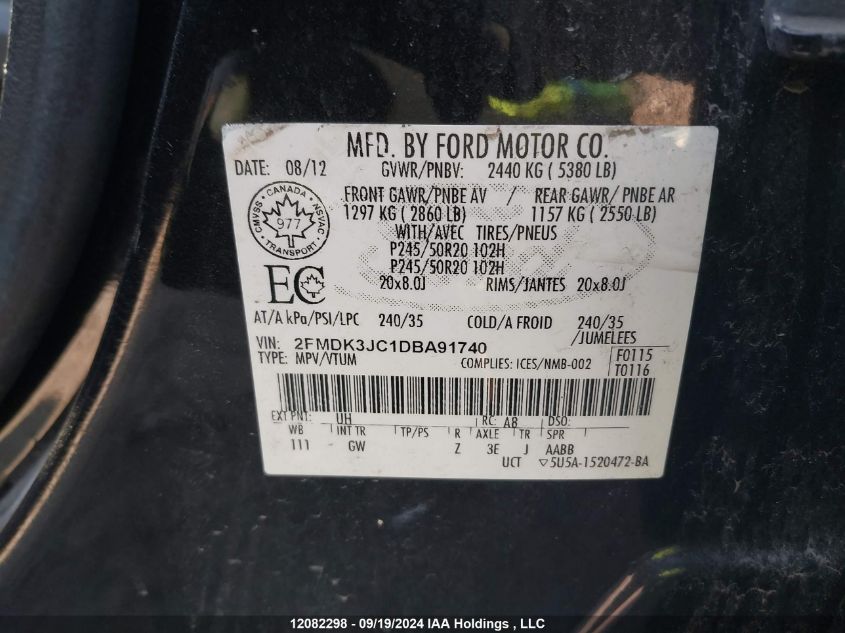 MFD. BY FORD MOTOR CO.
DATE: 08/12 GVWR/PNBV: 2440 KG ( 5380 LB)
FRONT GAWR/PNBE AV / REAR GAWR/ PNBE AR
1297 KG ( 2860 LB) 1157 KG ( 2550 LB)
WITH/AVEC TIRES/PNEUS
P245/50R20 102H
P245/50R20 102H
20x8.0J RIMS/JANTES 20x8.0J
CANADA
CMVSS NSVAC
977
TRANSPORT
EC
AT/A kPa/PSI/LPC 240/35 COLD/A FROID 240/35
/JUMELEES
VIN: 2FMDK3JC1DBA91740
TYPE: MPV/VTUM COMPLIES: ICES/NMB-002
F0115
T0116
EXT PNT: UH RC: A8 DSO:
WB INT TR TP/PS R AXLE TR SPR
111 GW Z 3E J AABB
UCT ▽5U5A-1520472-BA
12082298 - 09/19/2024 IAA Holdings , LLC